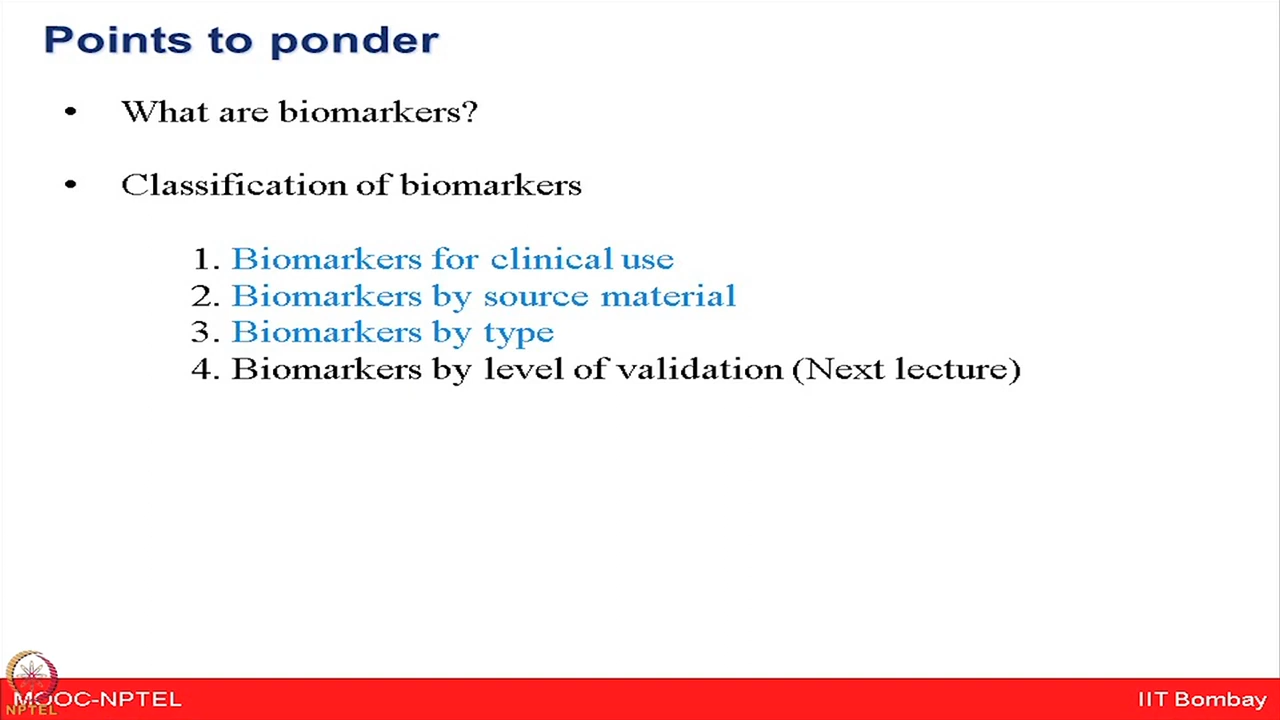 Points to ponder
• What are biomarkers?
• Classification of biomarkers
1. Biomarkers for clinical use
2. Biomarkers by source material
3. Biomarkers by type
4. Biomarkers by level of validation (Next lecture)
MOOC-NPTEL
NPTEL
IIT Bombay